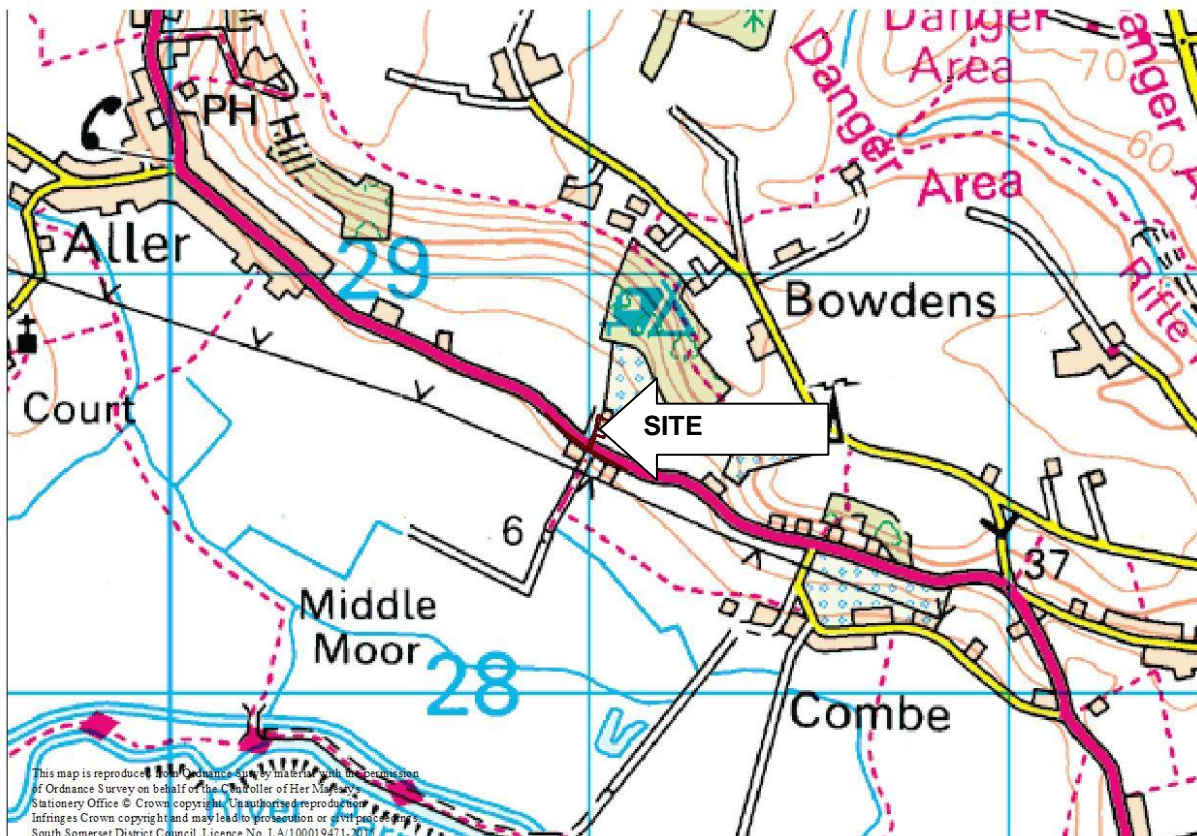 Danger
Area
Danger
70
anger
PH
Hill
Danger
60
Area
Aller
29
Rifle
Bowdens
Court
SITE
6
37
Middle
Moor
28
Combe
This map is reproduced from Ordnance Survey material with the permission
of Ordnance Survey on behalf of the Controller of Her Majesty's
Stationery Office © Crown copyright. Unauthorised reproduction
Infringes Crown copyright and may lead to prosecution or civil proceedings.
South Somerset District Council, Licence No. LA/100019471-2016
River